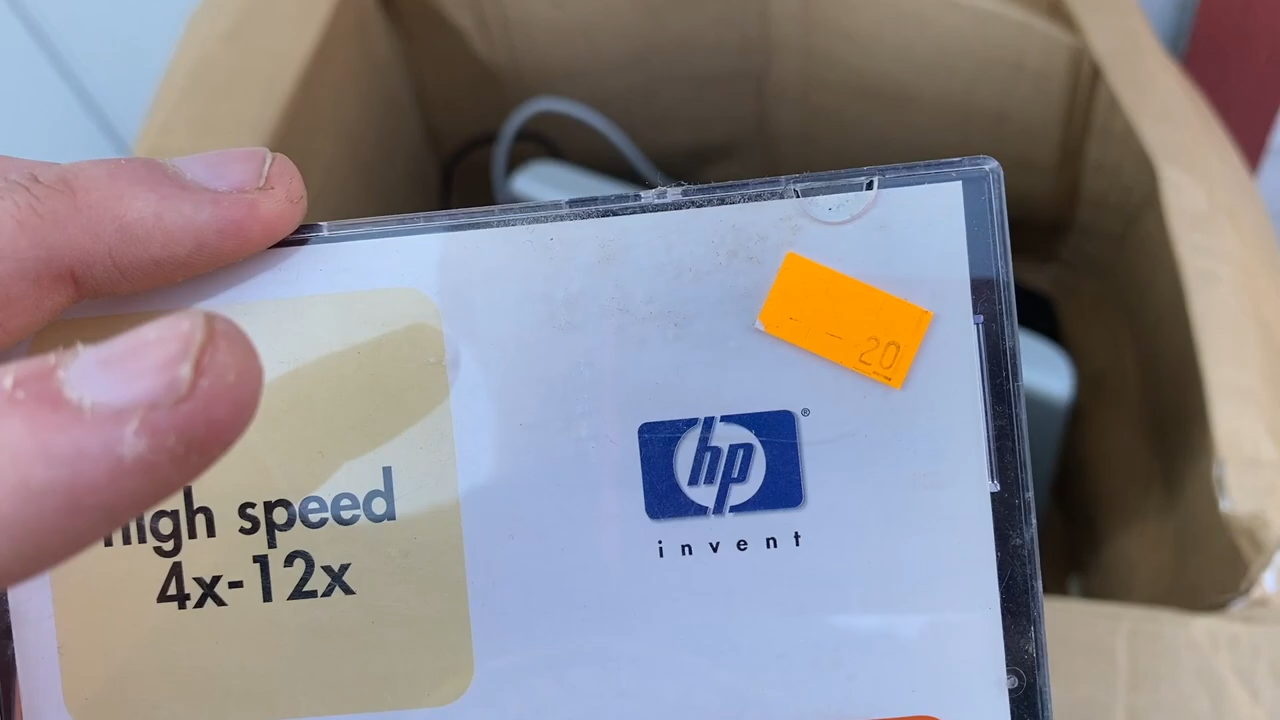 - - 20
hp®
invent
high speed
4x-12x